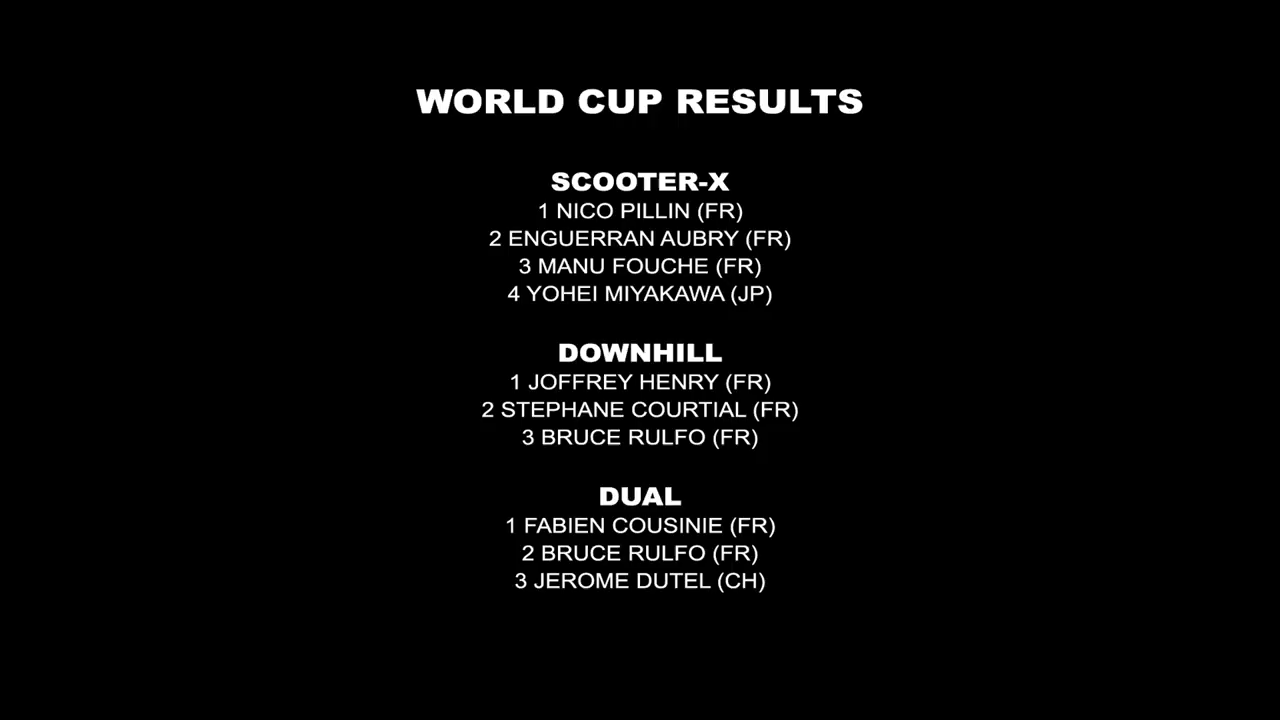 WORLD CUP RESULTS
SCOOTER-X
1 NICO PILLIN (FR)
2 ENGUERRAN AUBRY (FR)
3 MANU FOUCHE (FR)
4 YOHEI MIYAKAWA (JP)
DOWNHILL
1 JOFFREY HENRY (FR)
2 STEPHANE COURTIAL (FR)
3 BRUCE RULFO (FR)
DUAL
1 FABIEN COUSINIE (FR)
2 BRUCE RULFO (FR)
3 JEROME DUTEL (CH)